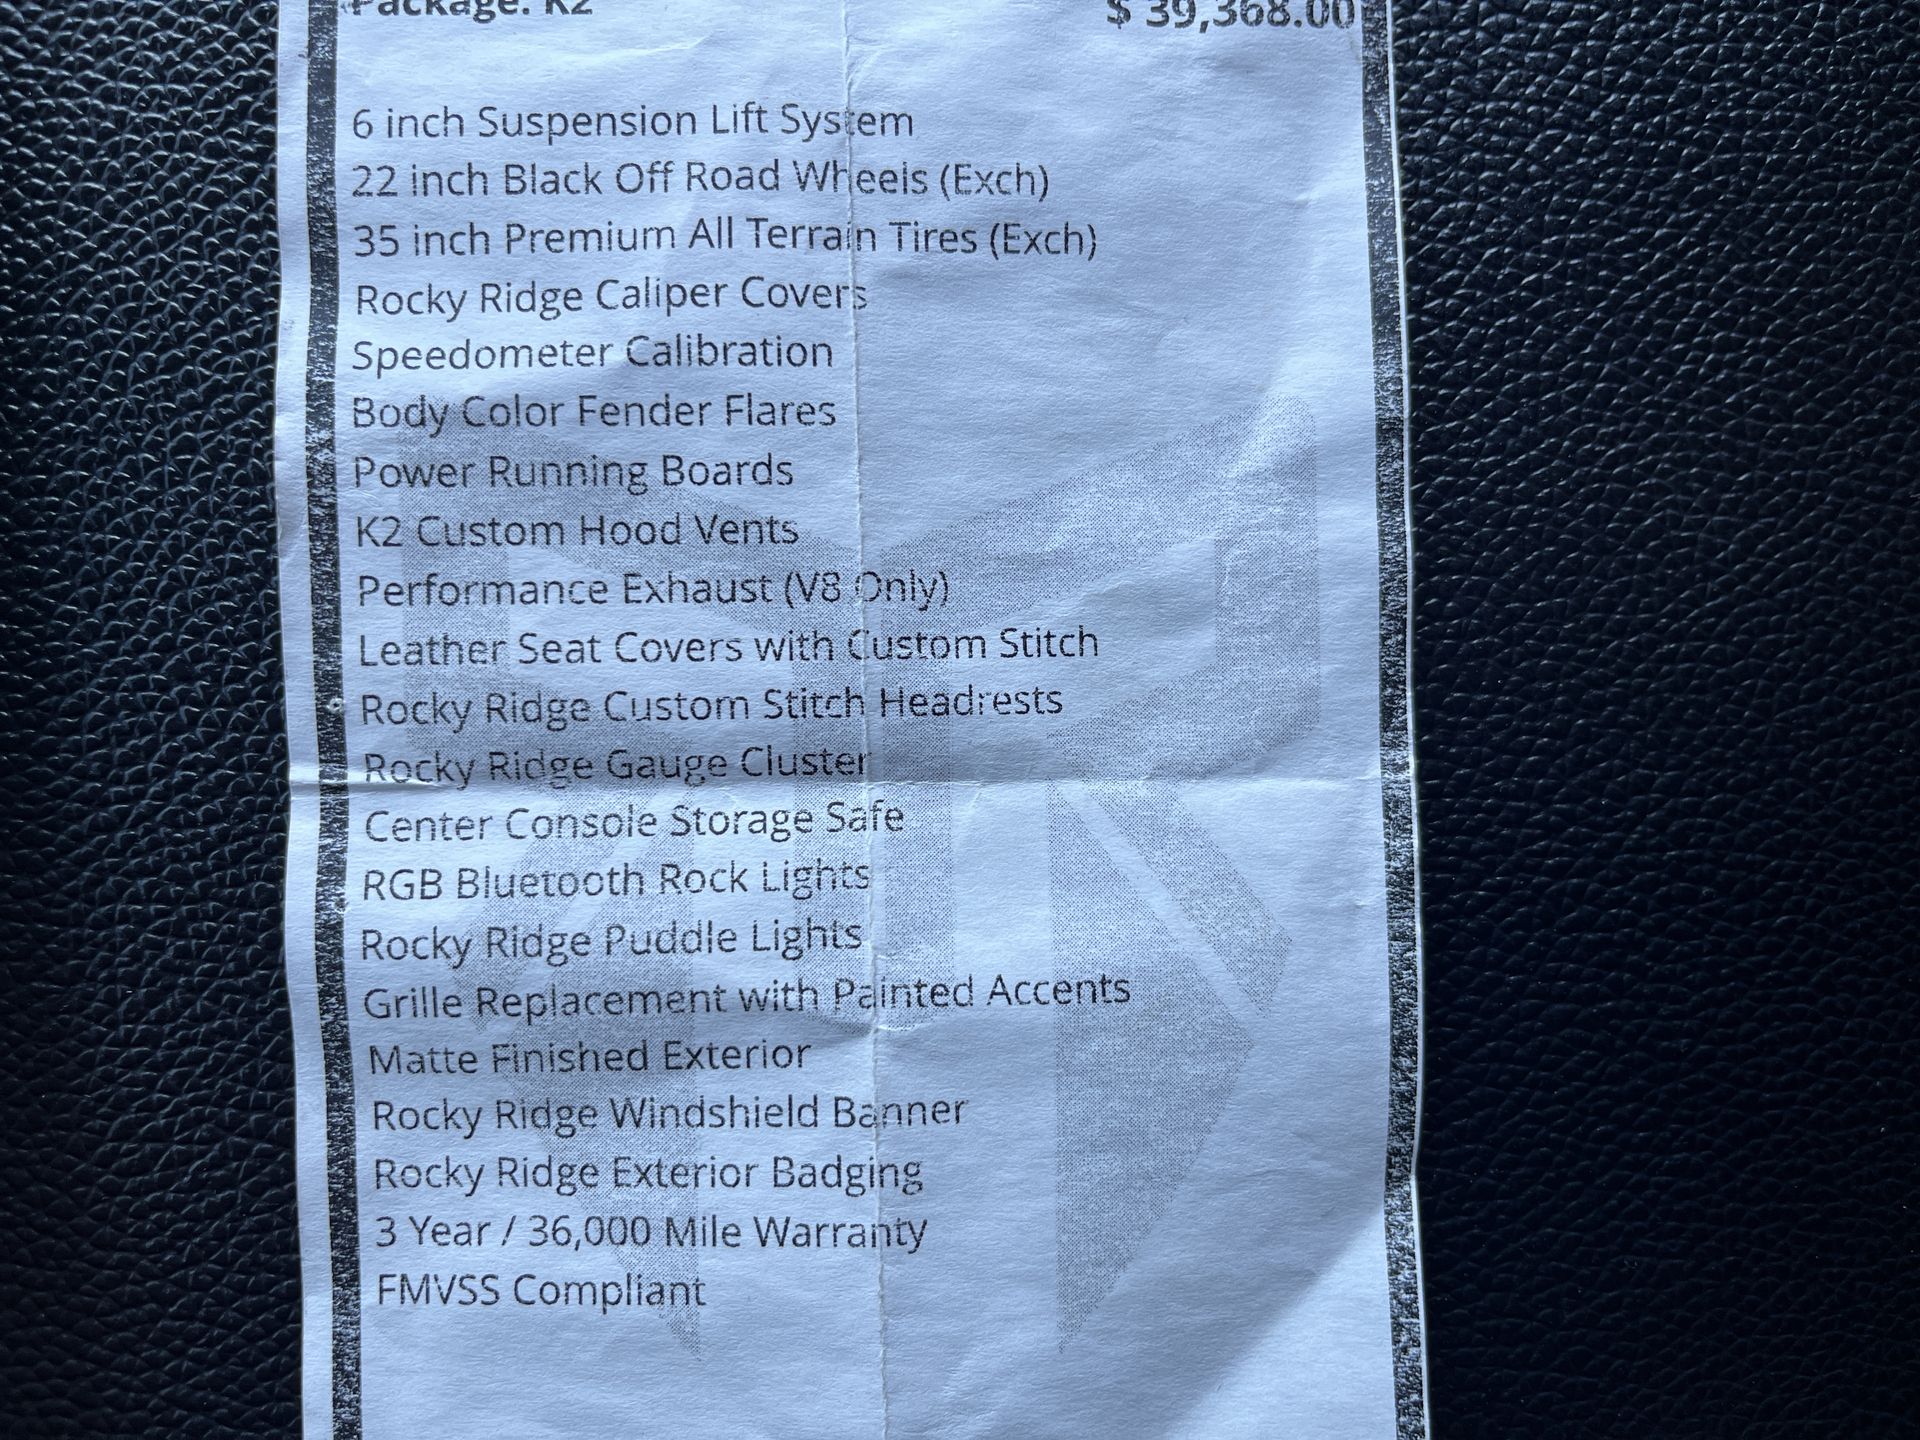 Package: K2 $ 39,368.00
6 inch Suspension Lift System
22 inch Black Off Road Wheels (Exch)
35 inch Premium All Terrain Tires (Exch)
Rocky Ridge Caliper Covers
Speedometer Calibration
Body Color Fender Flares
Power Running Boards
K2 Custom Hood Vents
Performance Exhaust (V8 Only)
Leather Seat Covers with Custom Stitch
Rocky Ridge Custom Stitch Headrests
Rocky Ridge Gauge Cluster
Center Console Storage Safe
RGB Bluetooth Rock Lights
Rocky Ridge Puddle Lights
Grille Replacement with Painted Accents
Matte Finished Exterior
Rocky Ridge Windshield Banner
Rocky Ridge Exterior Badging
3 Year / 36,000 Mile Warranty
FMVSS Compliant